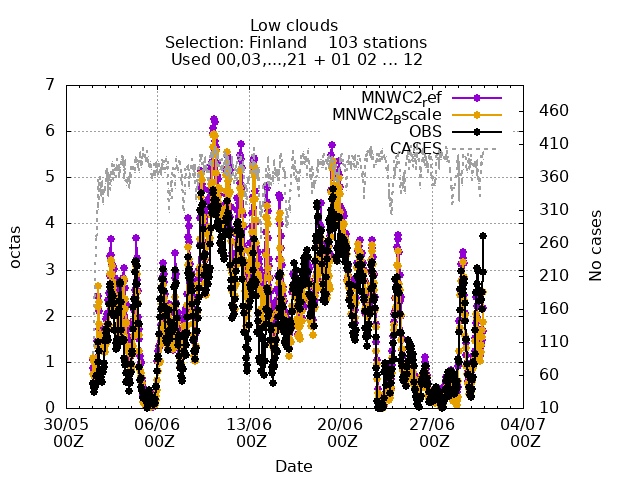 Low clouds
Selection: Finland    103 stations
Used 00,03,...,21 + 01 02 ... 12
MNWC2ref
MNWC2Bscale
OBS
CASES
7
6
5
4
3
2
1
0
octas
460
410
360
310
260
210
160
110
60
10
No cases
30/05 06/06 13/06 20/06 27/06 04/07
00Z 00Z 00Z 00Z 00Z 00Z
Date